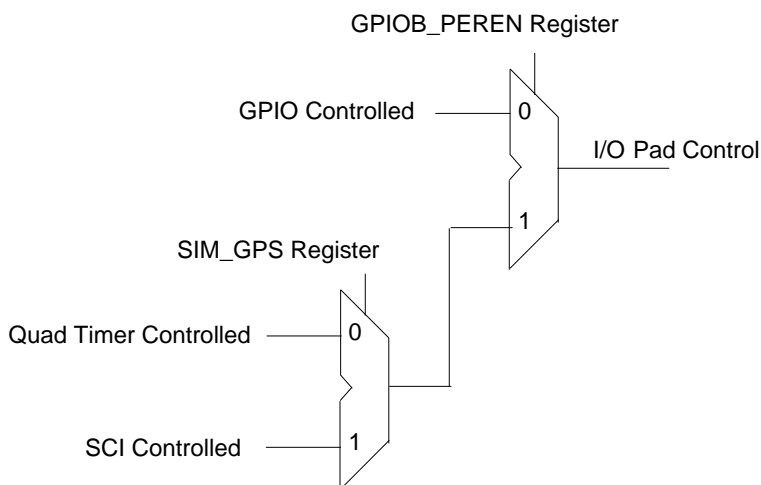 GPIOB_PEREN Register
GPIO Controlled
0
I/O Pad Control
1
SIM_GPS Register
Quad Timer Controlled
0
SCI Controlled
1